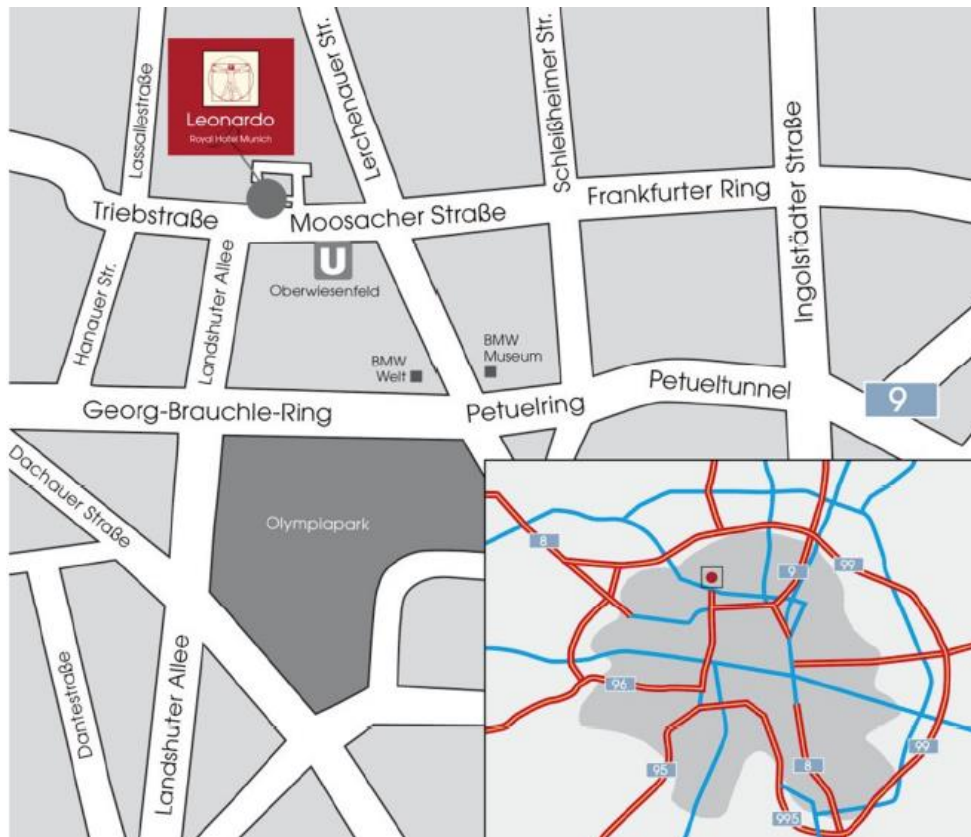 Lassallestraße
Leonardo
Royal Hotel Munich
Lerchenauer Str.
Schleißheimer Str.
Ingolstädter Straße
Triebstraße
Moosacher Straße
Frankfurter Ring
Hanauer Str.
Landshuter Allee
U
Oberwiesenfeld
BMW
Welt
BMW
Museum
Georg-Brauchle-Ring
Petuelring
Petueltunnel
9
Dachauer Straße
Olympiapark
Dantestraße
Landshuter Allee
8
9
99
96
95
8
99
995